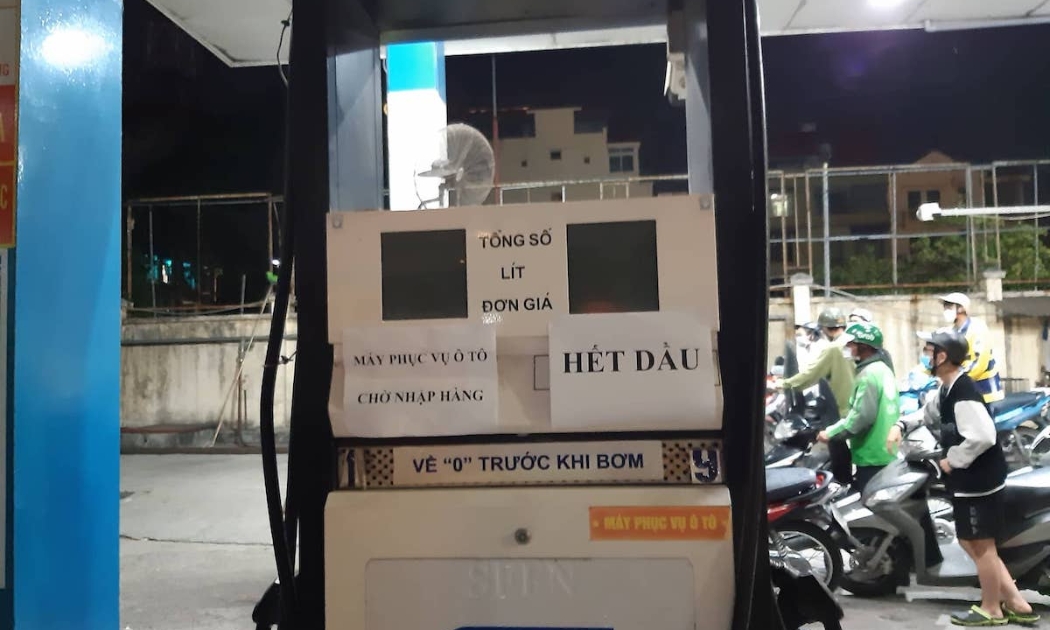 TỔNG SỐ
LÍT
ĐƠN GIÁ
MÁY PHỤC VỤ Ô TÔ
CHỜ NHẬP HÀNG
HẾT DẦU
VỀ "0" TRƯỚC KHI BƠM
9
MÁY PHỤC VỤ Ô TÔ
Grab